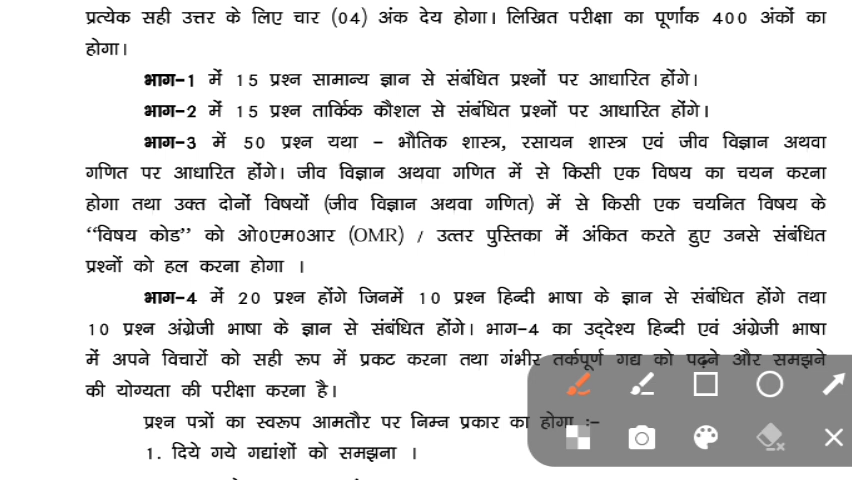 प्रत्येक सही उत्तर के लिए चार (04) अंक देय होगा। लिखित परीक्षा का पूर्णांक 400 अंकों का
होगा।
भाग-1 में 15 प्रश्न सामान्य ज्ञान से संबंधित प्रश्नों पर आधारित होंगे।
भाग-2 में 15 प्रश्न तार्किक कौशल से संबंधित प्रश्नों पर आधारित होंगे।
भाग-3 में 50 प्रश्न यथा - भौतिक शास्त्र, रसायन शास्त्र एवं जीव विज्ञान अथवा
गणित पर आधारित होंगे। जीव विज्ञान अथवा गणित में से किसी एक विषय का चयन करना
होगा तथा उक्त दोनों विषयों (जीव विज्ञान अथवा गणित) में से किसी एक चयनित विषय के
“विषय कोड” को ओ0एम0आर (OMR) / उत्तर पुस्तिका में अंकित करते हुए उनसे संबंधित
प्रश्नों को हल करना होगा ।
भाग-4 में 20 प्रश्न होंगे जिनमें 10 प्रश्न हिन्दी भाषा के ज्ञान से संबंधित होंगे तथा
10 प्रश्न अंग्रेजी भाषा के ज्ञान से संबंधित होंगे। भाग-4 का उद्देश्य हिन्दी एवं अंग्रेजी भाषा
में अपने विचारों को सही रूप में प्रकट करना तथा गंभीर तर्कपूर्ण गद्य को पढ़ने और समझने
की योग्यता की परीक्षा करना है।
प्रश्न पत्रों का स्वरूप आमतौर पर निम्न प्रकार का होगा :-
1. दिये गये गद्यांशों को समझना ।